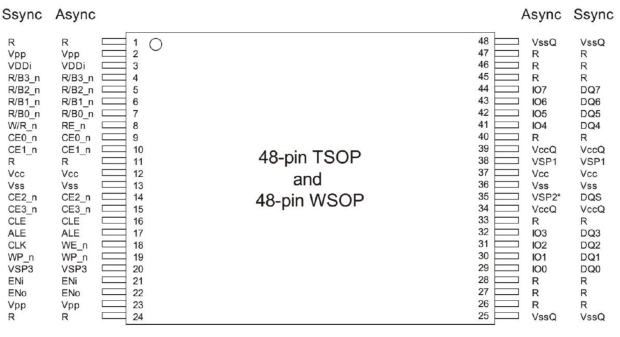 Ssync Async Async Ssync
R R 1 48 VssQ VssQ
Vpp Vpp 2 47 R R
VDDi VDDi 3 46 R R
R/B3_n R/B3_n 4 45 R R
R/B2_n R/B2_n 5 44 IO7 DQ7
R/B1_n R/B1_n 6 43 IO6 DQ6
R/B0_n R/B0_n 7 42 IO5 DQ5
W/R_n RE_n 8 41 IO4 DQ4
CE0_n CE0_n 9 40 R R
CE1_n CE1_n 10 39 VccQ VccQ
R R 11 48-pin TSOP 38 VSP1 VSP1
Vcc Vcc 12 37 Vcc Vcc
Vss Vss 13 and 36 Vss Vss
CE2_n CE2_n 14 48-pin WSOP 35 VSP2* DQS
CE3_n CE3_n 15 34 VccQ VccQ
CLE CLE 16 33 R R
ALE ALE 17 32 IO3 DQ3
CLK WE_n 18 31 IO2 DQ2
WP_n WP_n 19 30 IO1 DQ1
VSP3 VSP3 20 29 IO0 DQ0
ENi ENi 21 28 R R
ENo ENo 22 27 R R
Vpp Vpp 23 26 R R
R R 24 25 VssQ VssQ